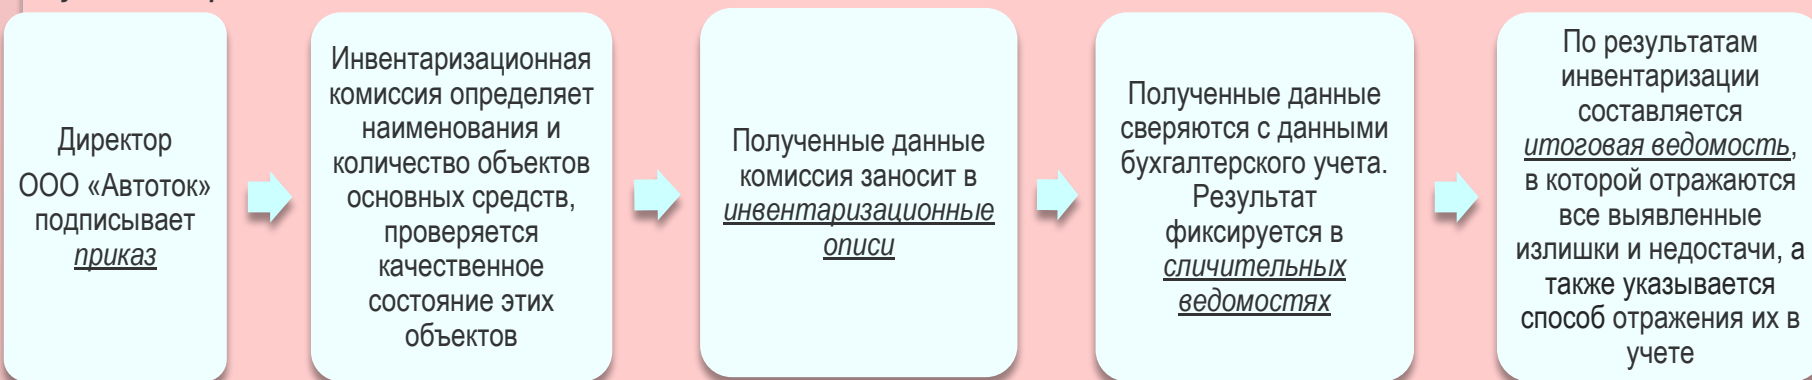 Директор
ООО «Автоток»
подписывает
приказ
Инвентаризационная
комиссия определяет
наименования и
количество объектов
основных средств,
проверяется
качественное
состояние этих
объектов
Полученные данные
комиссия заносит в
инвентаризационные
описи
Полученные данные
сверяются с данными
бухгалтерского учета.
Результат
фиксируется в
сличительных
ведомостях
По результатам
инвентаризации
составляется
итоговая ведомость,
в которой отражаются
все выявленные
излишки и недостачи, а
также указывается
способ отражения их в
учете